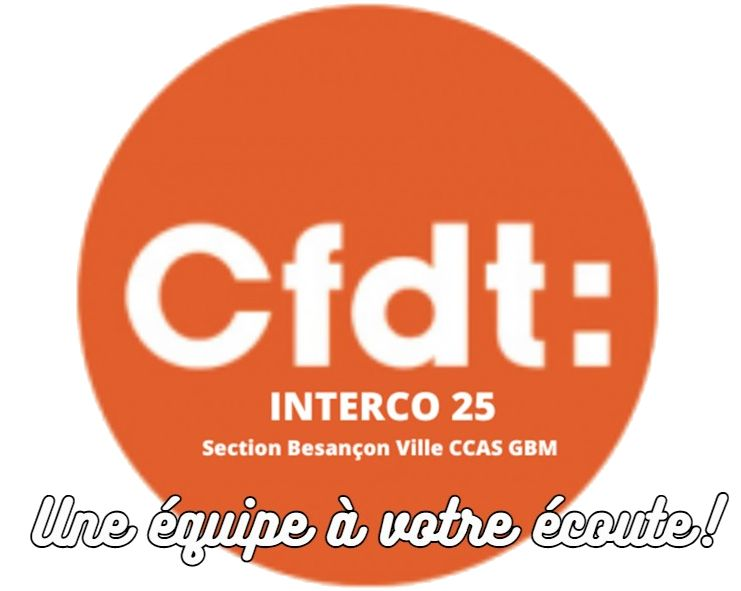 Cfdt:
INTERCO 25
Section Besançon Ville CCAS GBM
Une équipe à votre écoute!